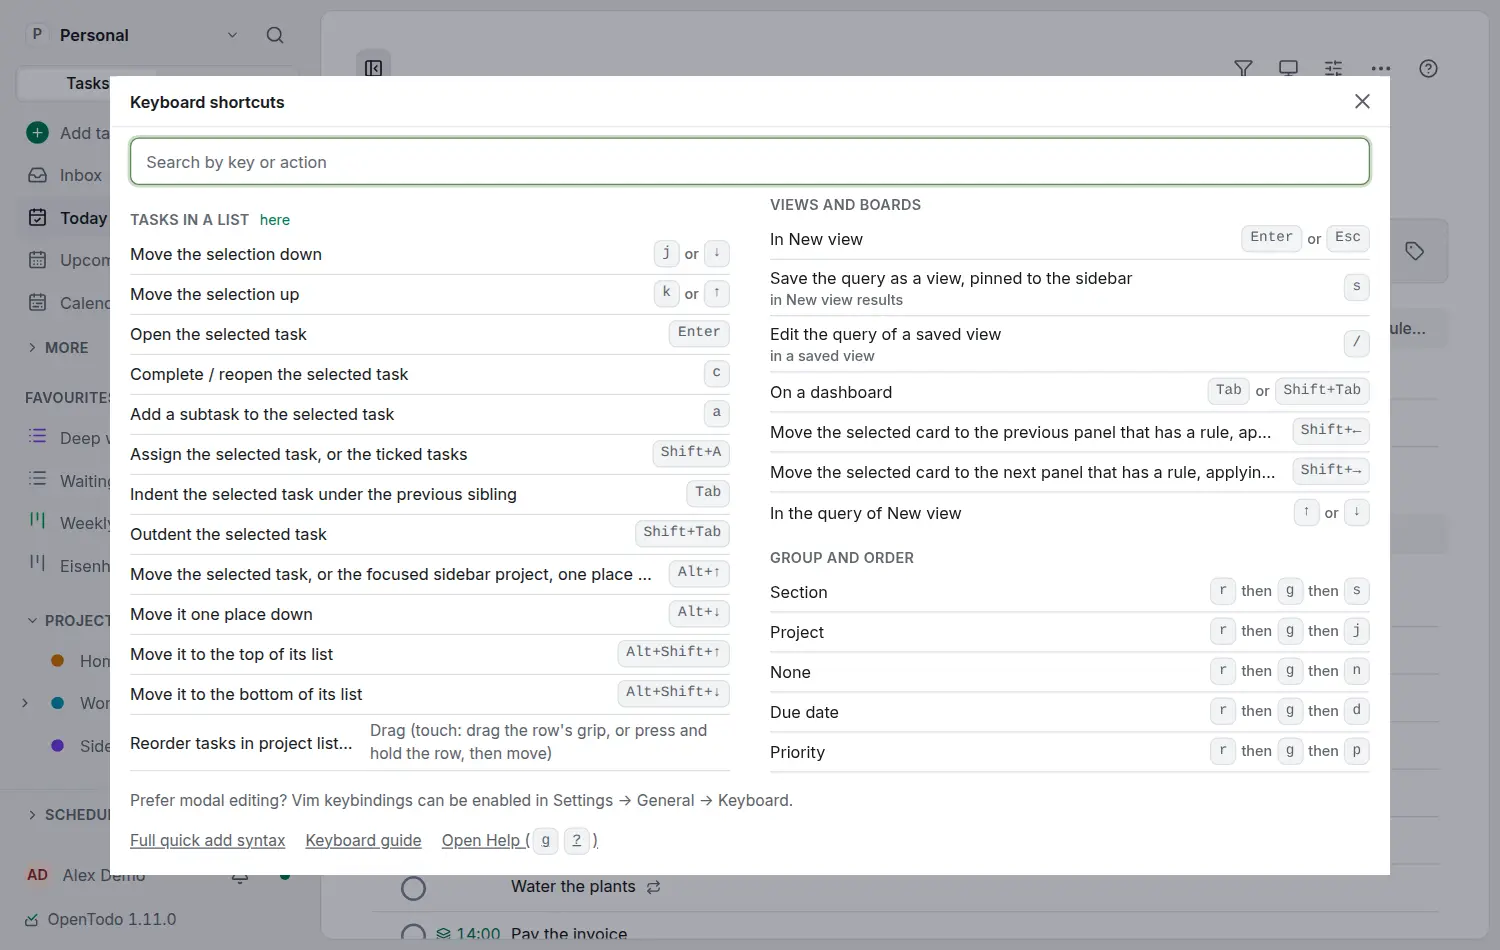 P Personal
Tasks
Add ta
Inbox
Today
Upcom
Calend
MORE
FAVOURITES
Deep w
Waiting
Weekly
Eisenh
PROJECT
Hom
Wor
Side
SCHEDUL
AD Alex Demo
OpenTodo 1.11.0
Keyboard shortcuts
Search by key or action
TASKS IN A LIST here
Move the selection down j or ↓
Move the selection up k or ↑
Open the selected task Enter
Complete / reopen the selected task c
Add a subtask to the selected task a
Assign the selected task, or the ticked tasks Shift+A
Indent the selected task under the previous sibling Tab
Outdent the selected task Shift+Tab
Move the selected task, or the focused sidebar project, one place ... Alt+↑
Move it one place down Alt+↓
Move it to the top of its list Alt+Shift+↑
Move it to the bottom of its list Alt+Shift+↓
Reorder tasks in project list... Drag (touch: drag the row's grip, or press and
hold the row, then move)
VIEWS AND BOARDS
In New view Enter or Esc
Save the query as a view, pinned to the sidebar s
in New view results
Edit the query of a saved view /
in a saved view
On a dashboard Tab or Shift+Tab
Move the selected card to the previous panel that has a rule, ap... Shift+←
Move the selected card to the next panel that has a rule, applyin... Shift+→
In the query of New view ↑ or ↓
GROUP AND ORDER
Section r then g then s
Project r then g then j
None r then g then n
Due date r then g then d
Priority r then g then p
Prefer modal editing? Vim keybindings can be enabled in Settings → General → Keyboard.
Full quick add syntax Keyboard guide Open Help ( g ? )
ule...
Water the plants
14:00 Pay the invoice